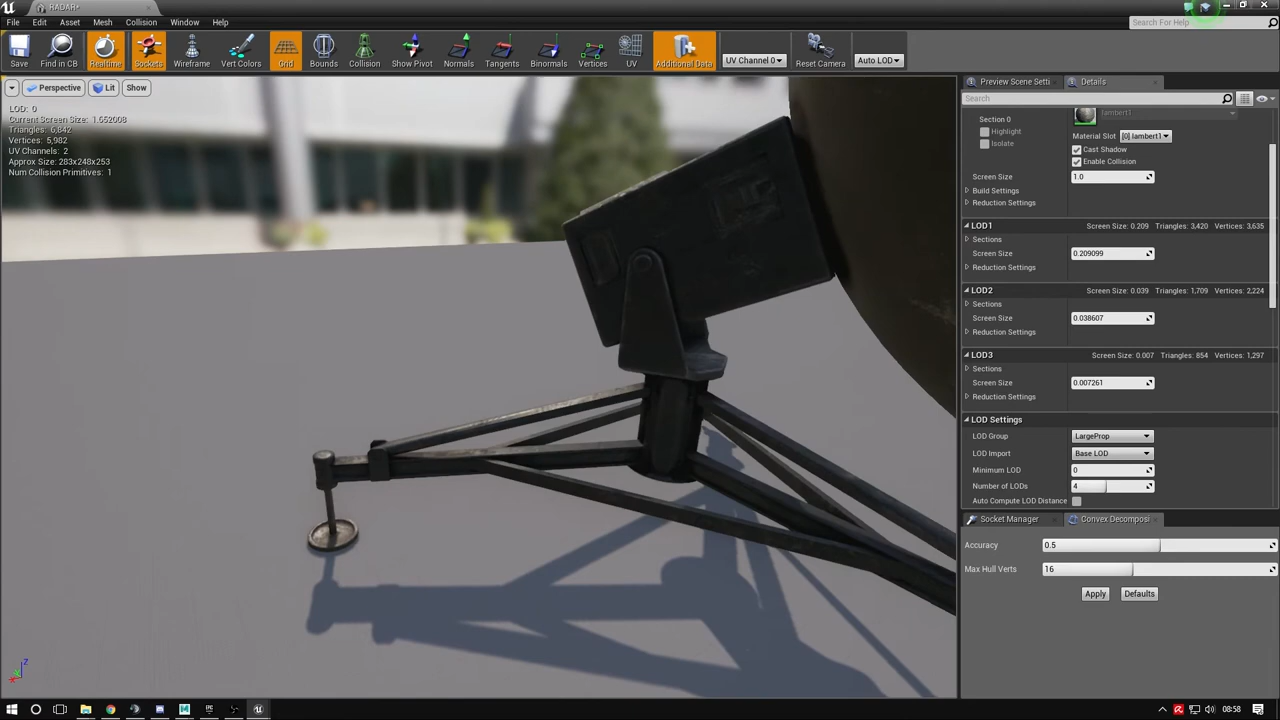 RADAR*
File Edit Asset Mesh Collision Window Help
Search For Help
Save Find in CB Realtime Sockets Wireframe Vert Colors Grid Bounds Collision Show Pivot Normals Tangents Binormals Vertices UV Additional Data UV Channel 0 Reset Camera Auto LOD
Perspective Lit Show
LOD: 0
Current Screen Size: 1.552008
Triangles: 6,842
Vertices: 5,982
UV Channels: 2
Approx Size: 283x248x253
Num Collision Primitives: 1
Z
Preview Scene Setti Details
Search
lambert1
Section 0
Highlight
Isolate
Material Slot [0] lambert1
Cast Shadow
Enable Collision
Screen Size 1.0
Build Settings
Reduction Settings
LOD1 Screen Size: 0.209 Triangles: 3,420 Vertices: 3,635
Sections
Screen Size 0.209099
Reduction Settings
LOD2 Screen Size: 0.039 Triangles: 1,709 Vertices: 2,224
Sections
Screen Size 0.038607
Reduction Settings
LOD3 Screen Size: 0.007 Triangles: 854 Vertices: 1,297
Sections
Screen Size 0.007261
Reduction Settings
LOD Settings
LOD Group LargeProp
LOD Import Base LOD
Minimum LOD 0
Number of LODs 4
Auto Compute LOD Distance
Socket Manager Convex Decomposi
Accuracy 0.5
Max Hull Verts 16
Apply Defaults
08:58